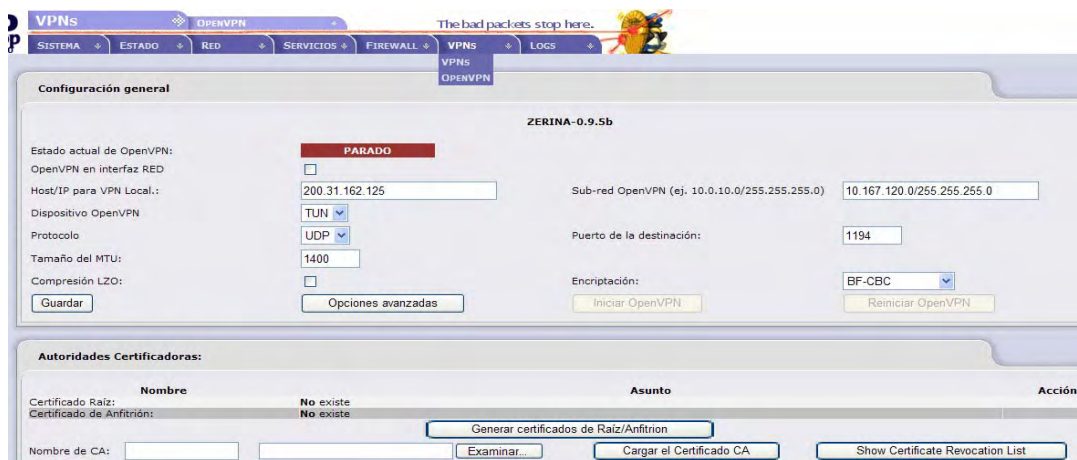 VPNs OPENVPN The bad packets stop here.
SISTEMA ESTADO RED SERVICIOS FIREWALL VPNS LOGS
VPNS
OPENVPN
Configuración general
ZERINA-0.9.5b
Estado actual de OpenVPN: PARADO
OpenVPN en interfaz RED
Host/IP para VPN Local.: 200.31.162.125 Sub-red OpenVPN (ej. 10.0.10.0/255.255.255.0) 10.167.120.0/255.255.255.0
Dispositivo OpenVPN TUN
Protocolo UDP Puerto de la destinación: 1194
Tamaño del MTU: 1400
Compresión LZO: Encriptación: BF-CBC
Guardar Opciones avanzadas Iniciar OpenVPN Reiniciar OpenVPN
Autoridades Certificadoras:
Nombre Asunto Acción
Certificado Raíz: No existe
Certificado de Anfitrión: No existe
Generar certificados de Raíz/Anfitrion
Nombre de CA: Examinar... Cargar el Certificado CA Show Certificate Revocation List